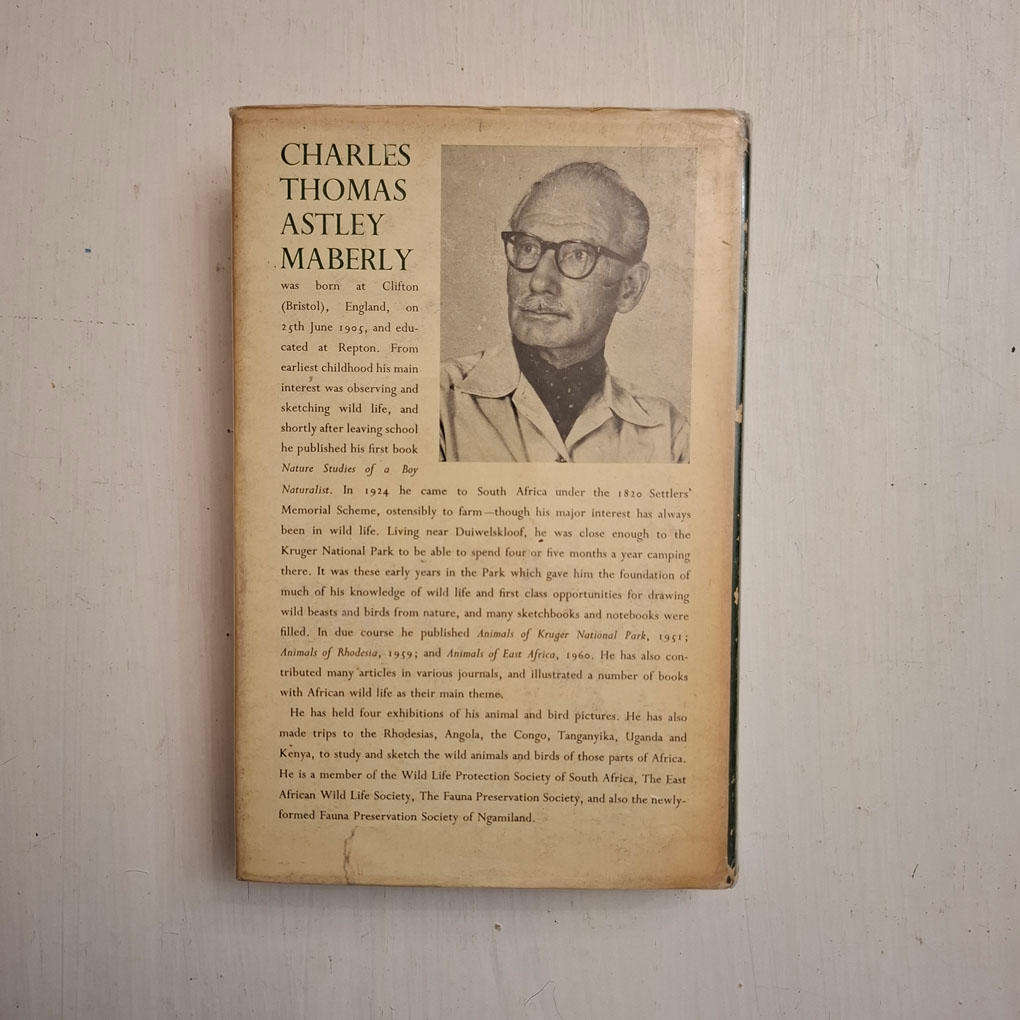 CHARLES
THOMAS
ASTLEY
MABERLY
was born at Clifton
(Bristol), England, on
25th June 1905, and edu-
cated at Repton. From
earliest childhood his main
interest was observing and
sketching wild life, and
shortly after leaving school
he published his first book
Nature Studies of a Boy
Naturalist. In 1924 he came to South Africa under the 1820 Settlers'
Memorial Scheme, ostensibly to farm—though his major interest has always
been in wild life. Living near Duiwelskloof, he was close enough to the
Kruger National Park to be able to spend four or five months a year camping
there. It was these early years in the Park which gave him the foundation of
much of his knowledge of wild life and first class opportunities for drawing
wild beasts and birds from nature, and many sketchbooks and notebooks were
filled. In due course he published Animals of Kruger National Park, 1951;
Animals of Rhodesia, 1959; and Animals of East Africa, 1960. He has also con-
tributed many articles in various journals, and illustrated a number of books
with African wild life as their main theme.
He has held four exhibitions of his animal and bird pictures. He has also
made trips to the Rhodesias, Angola, the Congo, Tanganyika, Uganda and
Kenya, to study and sketch the wild animals and birds of those parts of Africa.
He is a member of the Wild Life Protection Society of South Africa, The East
African Wild Life Society, The Fauna Preservation Society, and also the newly-
formed Fauna Preservation Society of Ngamiland.